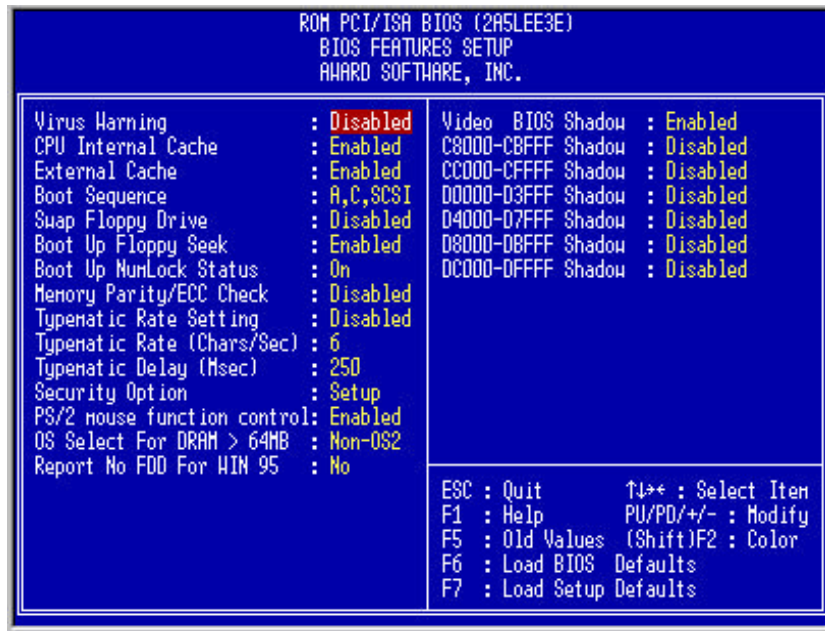 ROM PCI/ISA BIOS (2A5LEE3E)
BIOS FEATURES SETUP
AWARD SOFTWARE, INC.
Virus Warning : Disabled
CPU Internal Cache : Enabled
External Cache : Enabled
Boot Sequence : A,C,SCSI
Swap Floppy Drive : Disabled
Boot Up Floppy Seek : Enabled
Boot Up NumLock Status : On
Memory Parity/ECC Check : Disabled
Typematic Rate Setting : Disabled
Typematic Rate (Chars/Sec) : 6
Typematic Delay (Msec) : 250
Security Option : Setup
PS/2 mouse function control: Enabled
OS Select For DRAM > 64MB : Non-OS2
Report No FDD For WIN 95 : No
Video BIOS Shadow : Enabled
C8000-CBFFF Shadow : Disabled
CC000-CFFFF Shadow : Disabled
D0000-D3FFF Shadow : Disabled
D4000-D7FFF Shadow : Disabled
D8000-DBFFF Shadow : Disabled
DC000-DFFFF Shadow : Disabled
ESC : Quit ↑↓→← : Select Item
F1 : Help PU/PD/+/- : Modify
F5 : Old Values (Shift)F2 : Color
F6 : Load BIOS Defaults
F7 : Load Setup Defaults